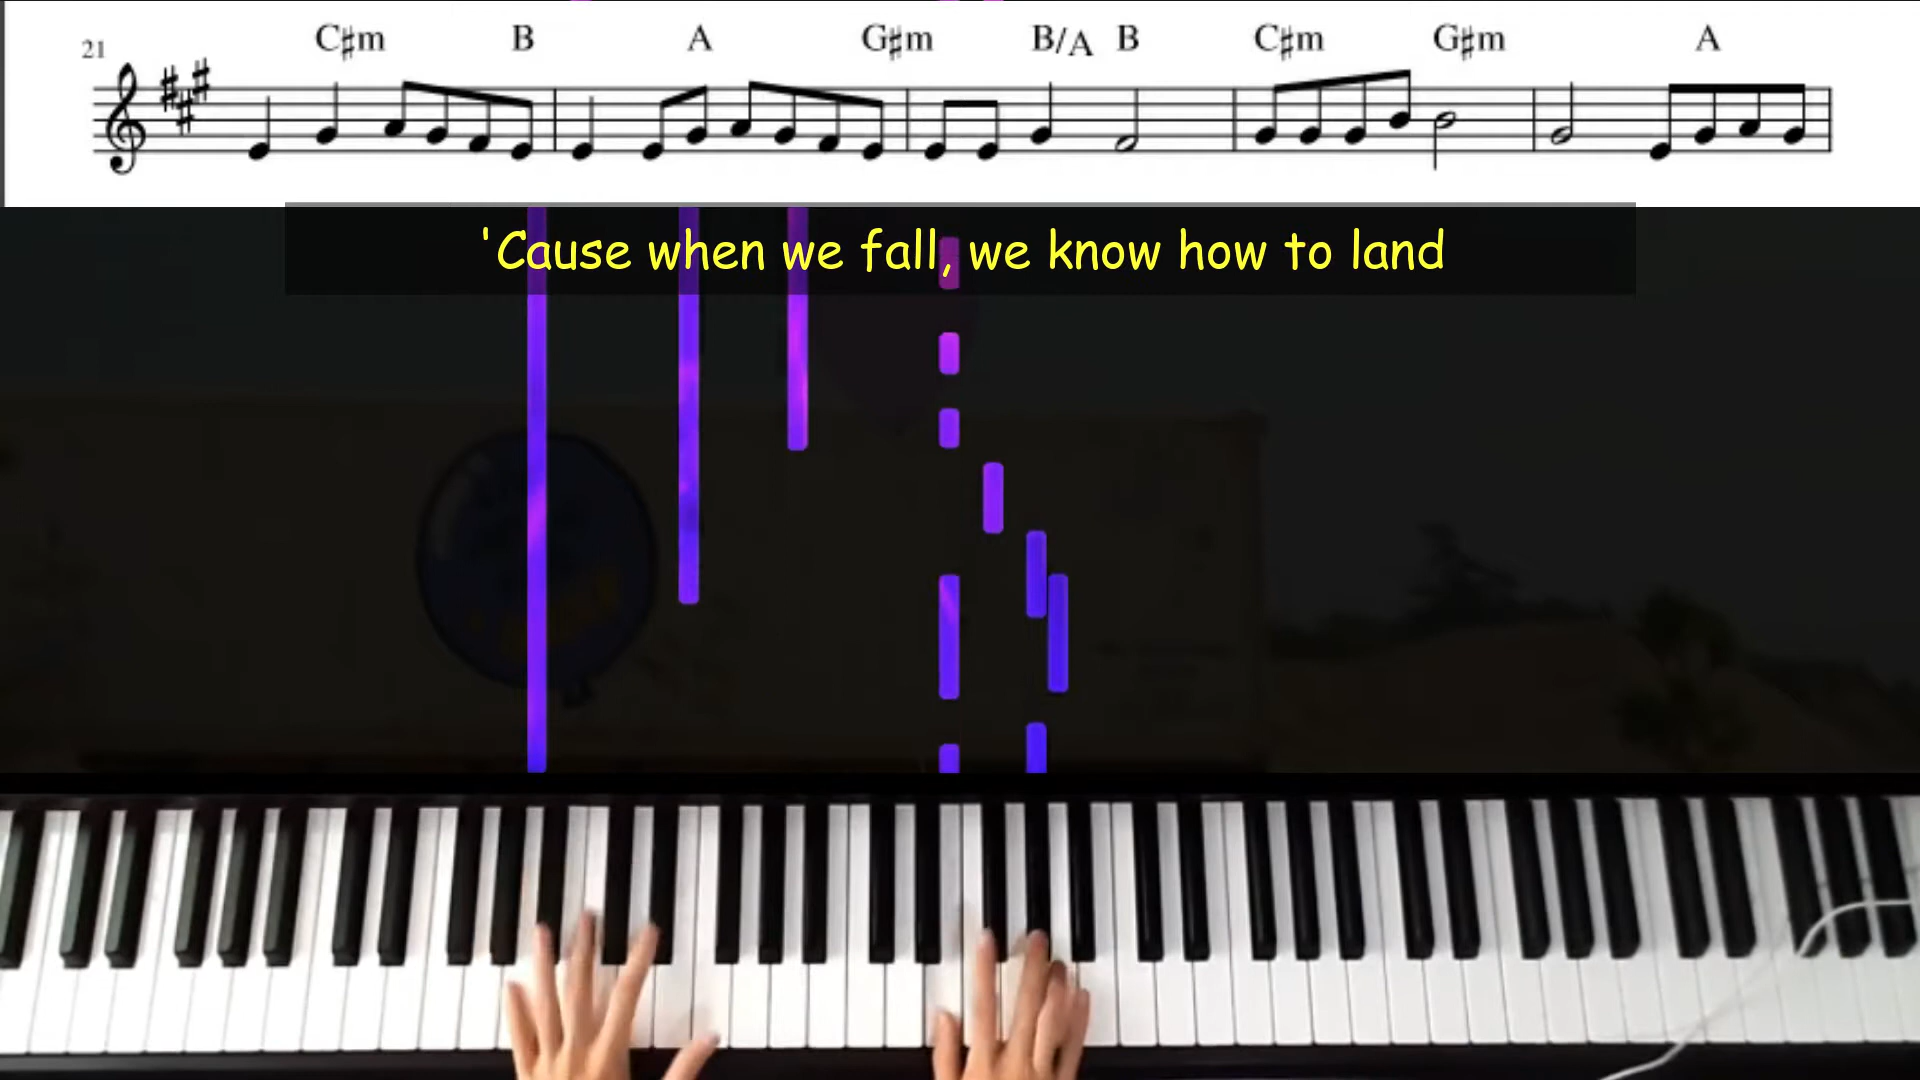 C♯m B A G♯m B/A B C♯m G♯m A
21
'Cause when we fall, we know how to land